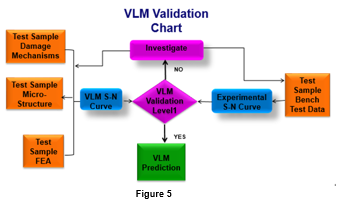 VLM Validation
Chart
Test Sample
Damage
Mechanisms
Investigate
NO
Test Sample
Micro-
Structure
VLM S-N
Curve
VLM
Validation
Level1
Experimental
S-N Curve
Test
Sample
Bench
Test Data
YES
Test
Sample
FEA
VLM
Prediction
Figure 5